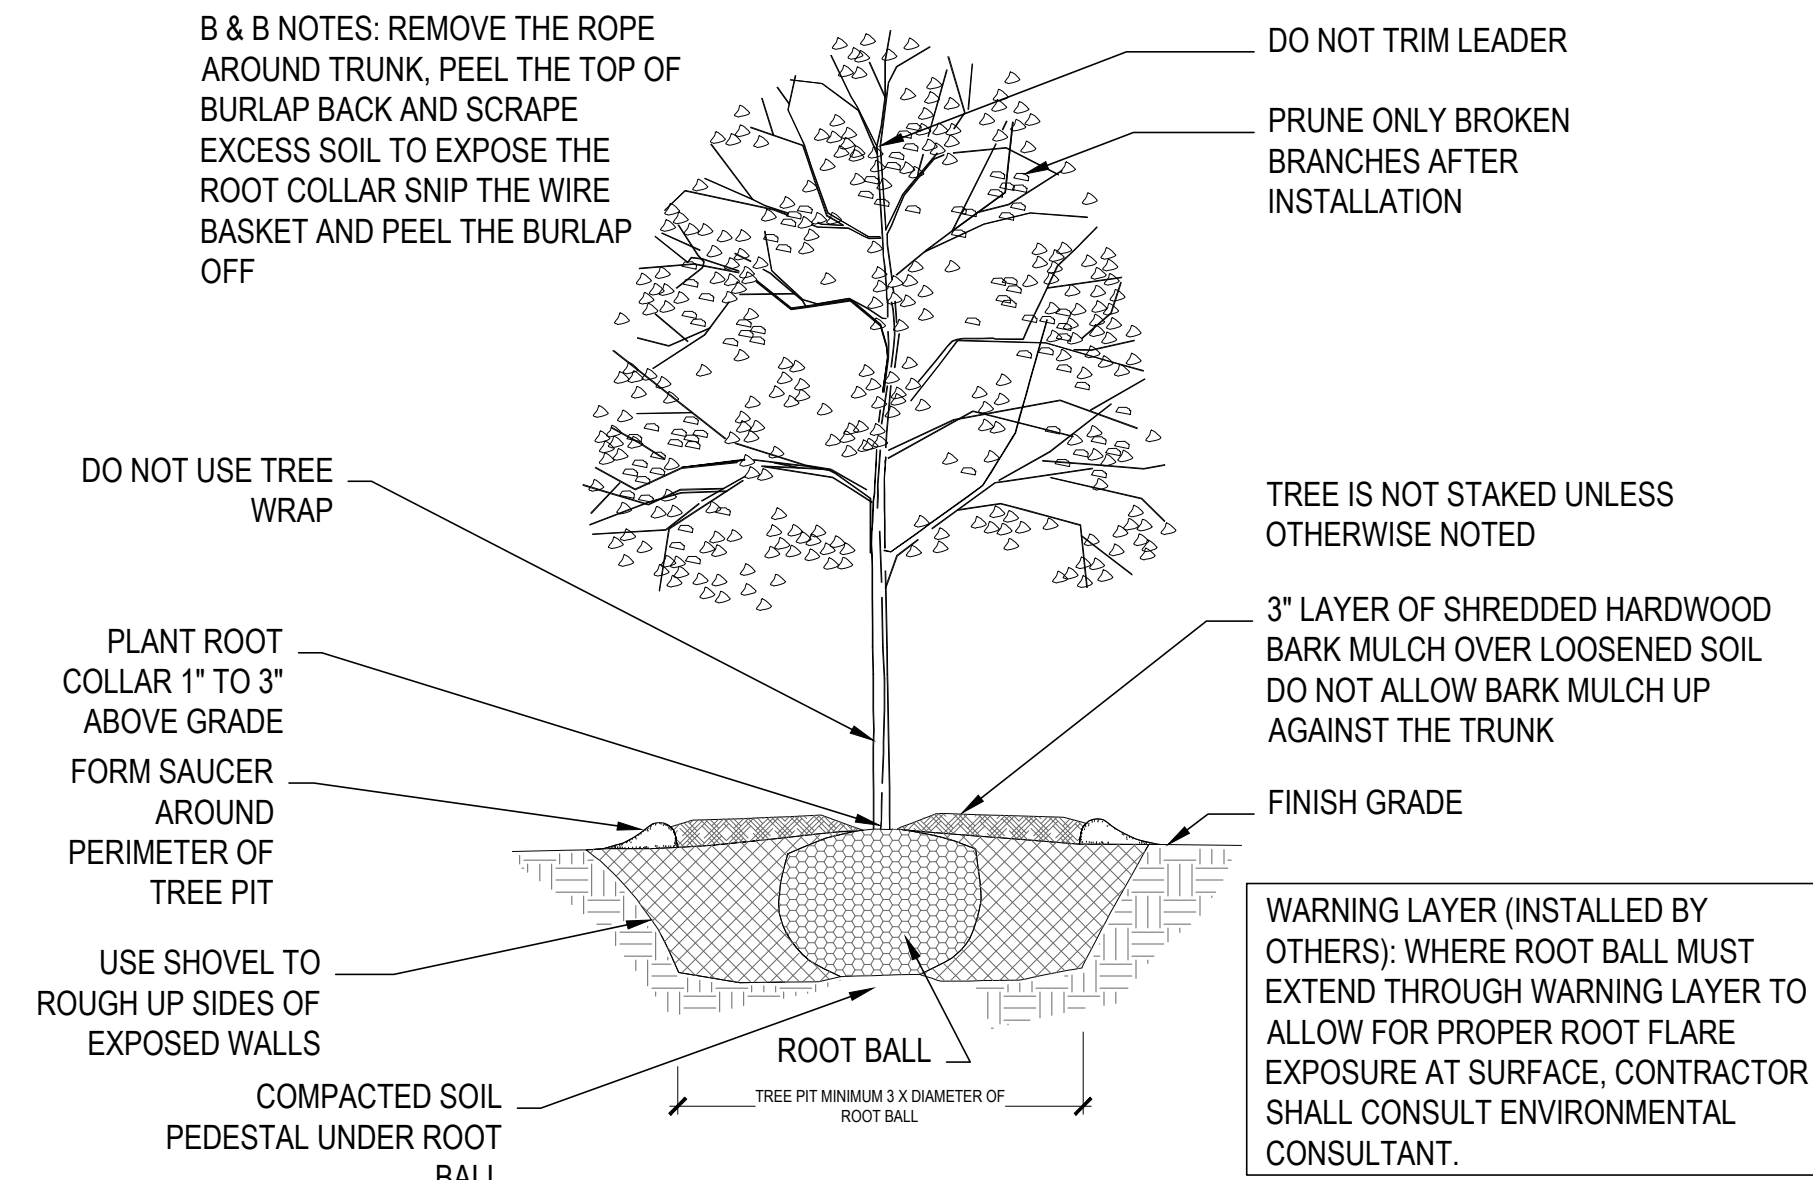 B & B NOTES: REMOVE THE ROPE
AROUND TRUNK, PEEL THE TOP OF
BURLAP BACK AND SCRAPE
EXCESS SOIL TO EXPOSE THE
ROOT COLLAR SNIP THE WIRE
BASKET AND PEEL THE BURLAP
OFF
DO NOT TRIM LEADER
PRUNE ONLY BROKEN
BRANCHES AFTER
INSTALLATION
DO NOT USE TREE
WRAP
TREE IS NOT STAKED UNLESS
OTHERWISE NOTED
PLANT ROOT
COLLAR 1" TO 3"
ABOVE GRADE
3" LAYER OF SHREDDED HARDWOOD
BARK MULCH OVER LOOSENED SOIL
DO NOT ALLOW BARK MULCH UP
AGAINST THE TRUNK
FORM SAUCER
AROUND
PERIMETER OF
TREE PIT
FINISH GRADE
USE SHOVEL TO
ROUGH UP SIDES OF
EXPOSED WALLS
WARNING LAYER (INSTALLED BY
OTHERS): WHERE ROOT BALL MUST
EXTEND THROUGH WARNING LAYER TO
ALLOW FOR PROPER ROOT FLARE
EXPOSURE AT SURFACE, CONTRACTOR
SHALL CONSULT ENVIRONMENTAL
CONSULTANT.
ROOT BALL
TREE PIT MINIMUM 3 X DIAMETER OF
ROOT BALL
COMPACTED SOIL
PEDESTAL UNDER ROOT
BALL